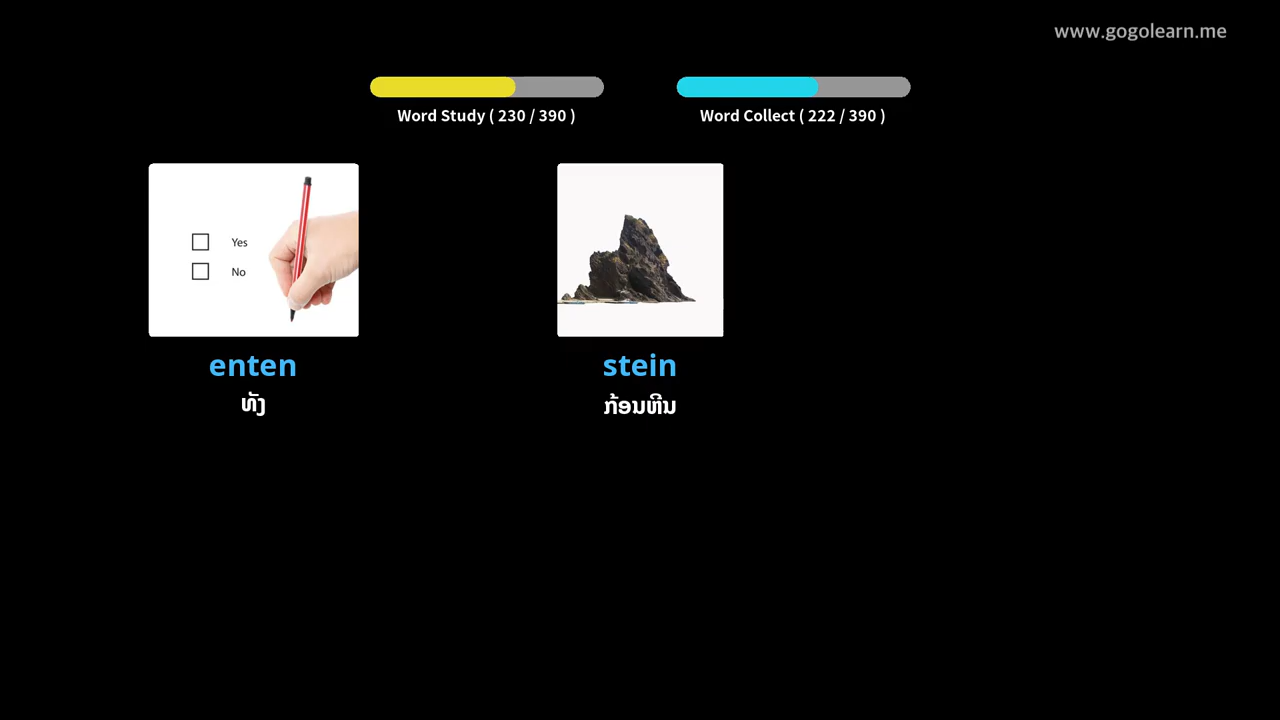 www.gogolearn.me
Word Study ( 230 / 390 )
Word Collect ( 222 / 390 )
Yes
No
enten
stein
ທັງ
ກ້ອນຫີນ